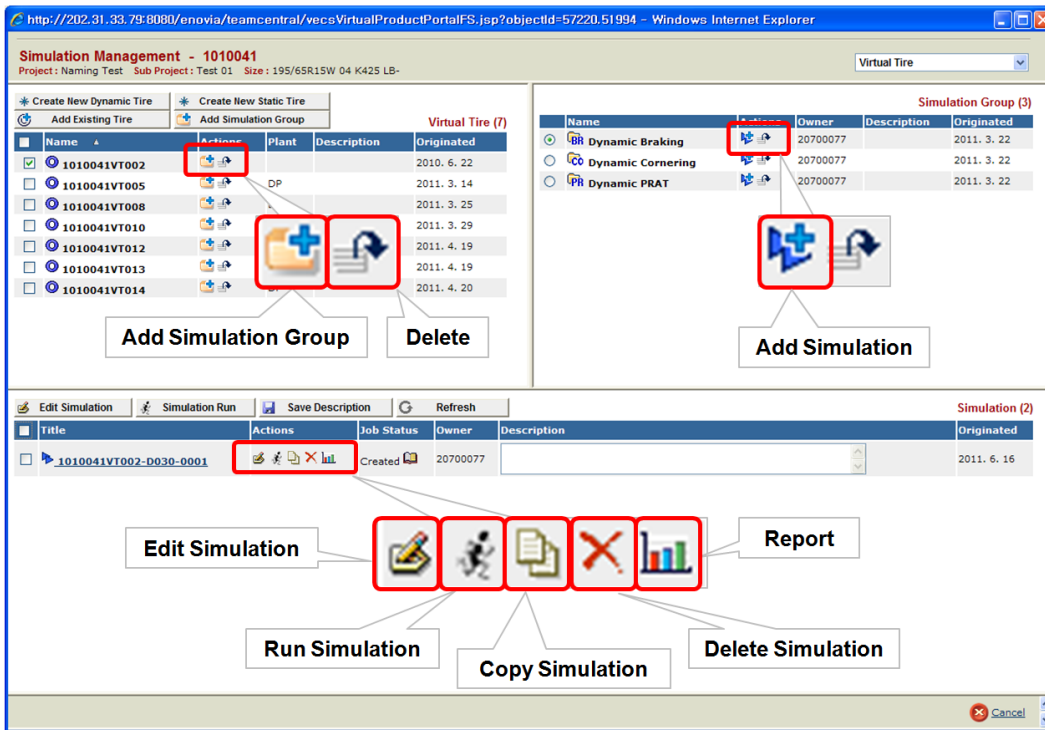 http://202.31.33.79:8080/enovia/teamcentral/vecsVirtualProductPortalFS.jsp?objectId=57220.51994 - Windows Internet Explorer
Simulation Management - 1010041
Project : Naming Test Sub Project : Test 01 Size : 195/65R15W 04 K425 LB-
Virtual Tire
Create New Dynamic Tire Create New Static Tire
Add Existing Tire Add Simulation Group
Virtual Tire (7)
Name Actions Plant Description Originated
1010041VT002 2010. 6. 22
1010041VT005 DP 2011. 3. 14
1010041VT008 2011. 3. 25
1010041VT010 2011. 3. 29
1010041VT012 2011. 4. 19
1010041VT013 2011. 4. 19
1010041VT014 2011. 4. 20
Add Simulation Group
Delete
Simulation Group (3)
Name Actions Owner Description Originated
BR Dynamic Braking 20700077 2011. 3. 22
CO Dynamic Cornering 20700077 2011. 3. 22
PR Dynamic PRAT 20700077 2011. 3. 22
Add Simulation
Edit Simulation Simulation Run Save Description Refresh
Simulation (2)
Title Actions Job Status Owner Description Originated
1010041VT002-D030-0001 Created 20700077 2011. 6. 16
Edit Simulation
Report
Run Simulation
Copy Simulation
Delete Simulation
Cancel